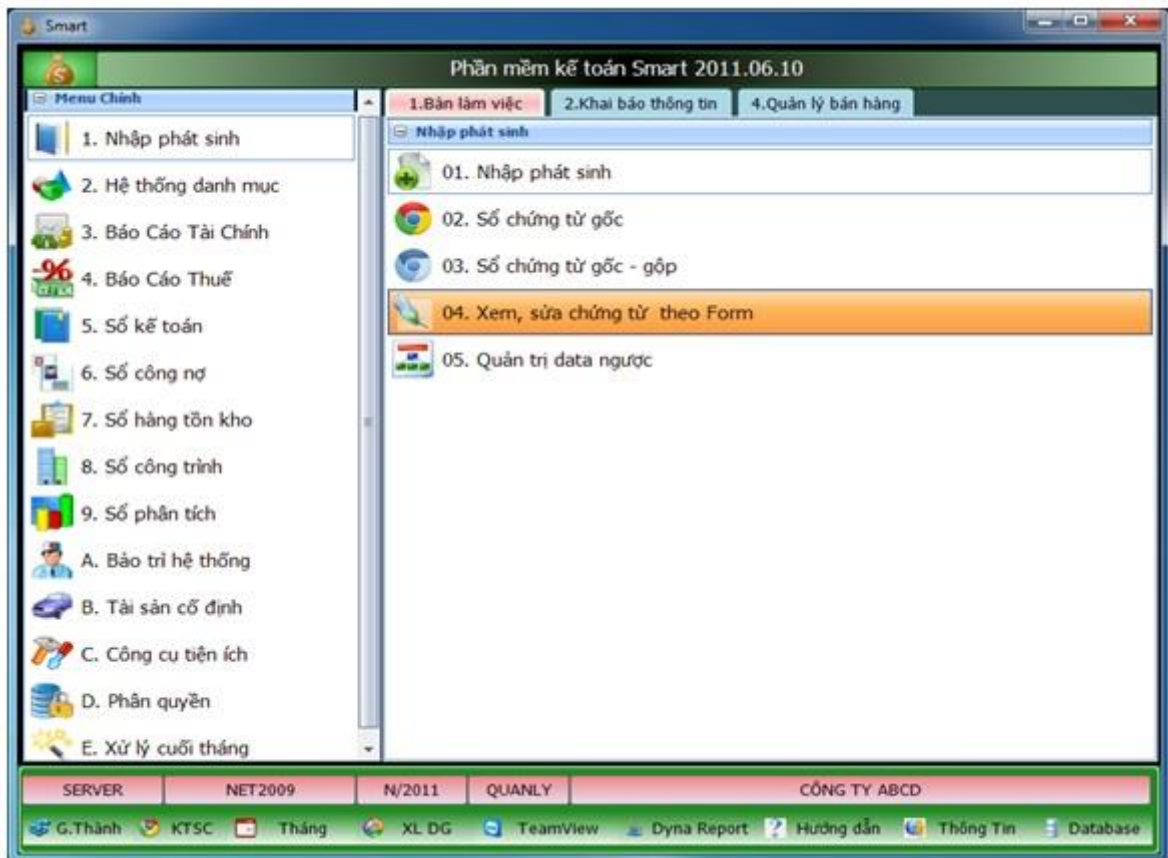 Smart
Phần mềm kế toán Smart 2011.06.10
Menu Chính
1. Nhập phát sinh
2. Hệ thống danh mục
3. Báo Cáo Tài Chính
4. Báo Cáo Thuế
5. Sổ kế toán
6. Sổ công nợ
7. Sổ hàng tồn kho
8. Sổ công trình
9. Sổ phân tích
A. Bảo trì hệ thống
B. Tài sản cố định
C. Công cụ tiện ích
D. Phân quyền
E. Xử lý cuối tháng
1.Bàn làm việc 2.Khai báo thông tin 4.Quản lý bán hàng
Nhập phát sinh
01. Nhập phát sinh
02. Sổ chứng từ gốc
03. Sổ chứng từ gốc - gộp
04. Xem, sửa chứng từ theo Form
05. Quản trị data ngược
SERVER NET2009 N/2011 QUANLY CÔNG TY ABCD
G.Thành KTSC Tháng XL DG TeamView Dyna Report Hướng dẫn Thông Tin Database